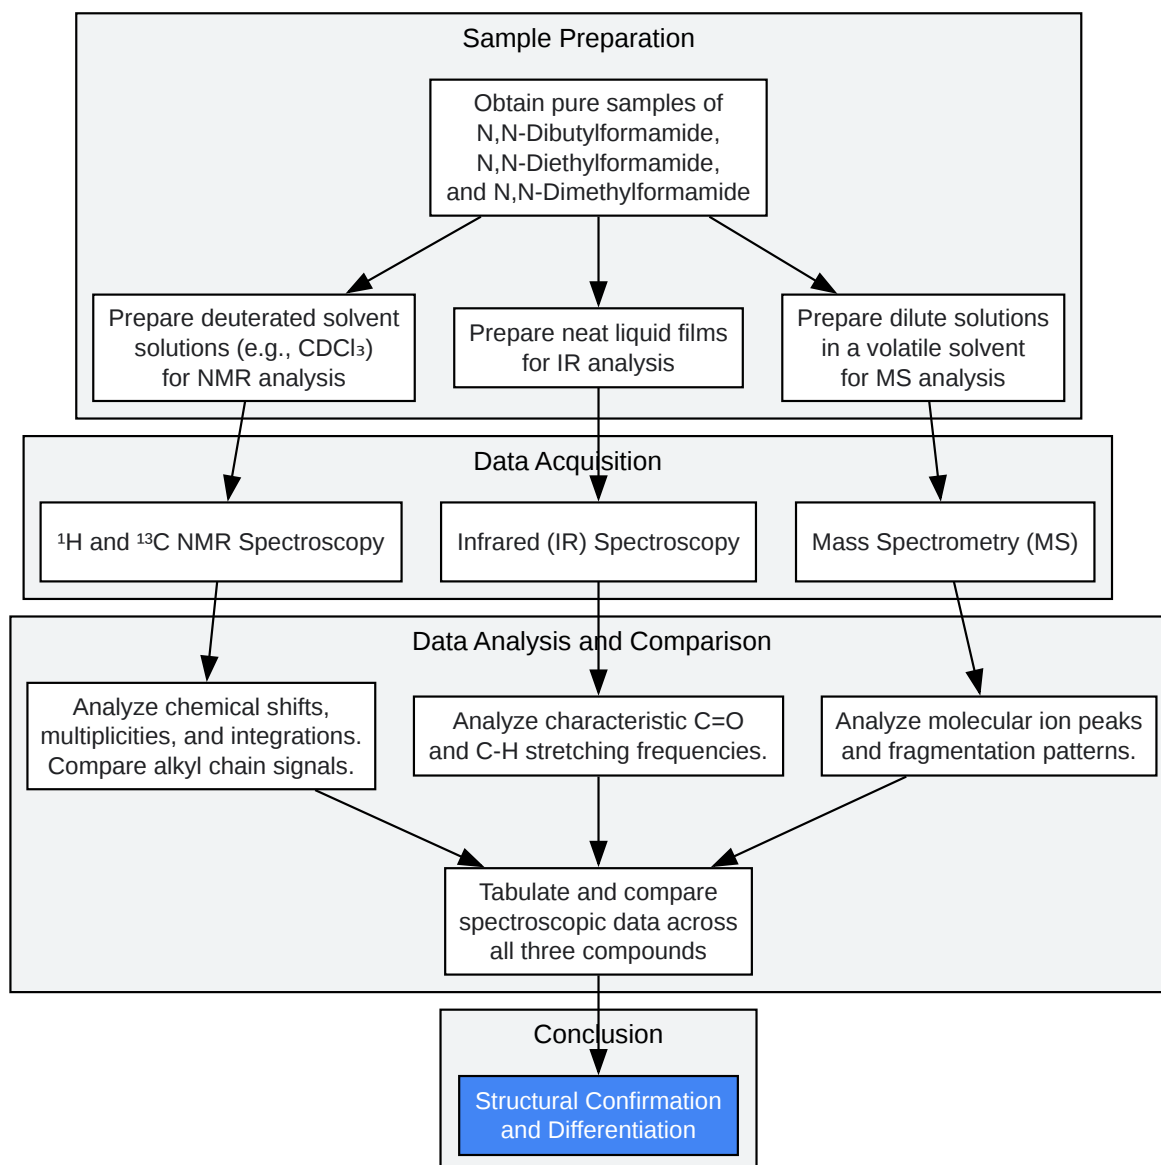 Sample Preparation
Obtain pure samples of
N,N-Dibutylformamide,
N,N-Diethylformamide,
and N,N-Dimethylformamide
Prepare deuterated solvent
solutions (e.g., CDCl₃)
for NMR analysis
Prepare neat liquid films
for IR analysis
Prepare dilute solutions
in a volatile solvent
for MS analysis
Data Acquisition
¹H and ¹³C NMR Spectroscopy
Infrared (IR) Spectroscopy
Mass Spectrometry (MS)
Data Analysis and Comparison
Analyze chemical shifts,
multiplicities, and integrations.
Compare alkyl chain signals.
Analyze characteristic C=O
and C-H stretching frequencies.
Analyze molecular ion peaks
and fragmentation patterns.
Tabulate and compare
spectroscopic data across
all three compounds
Conclusion
Structural Confirmation
and Differentiation